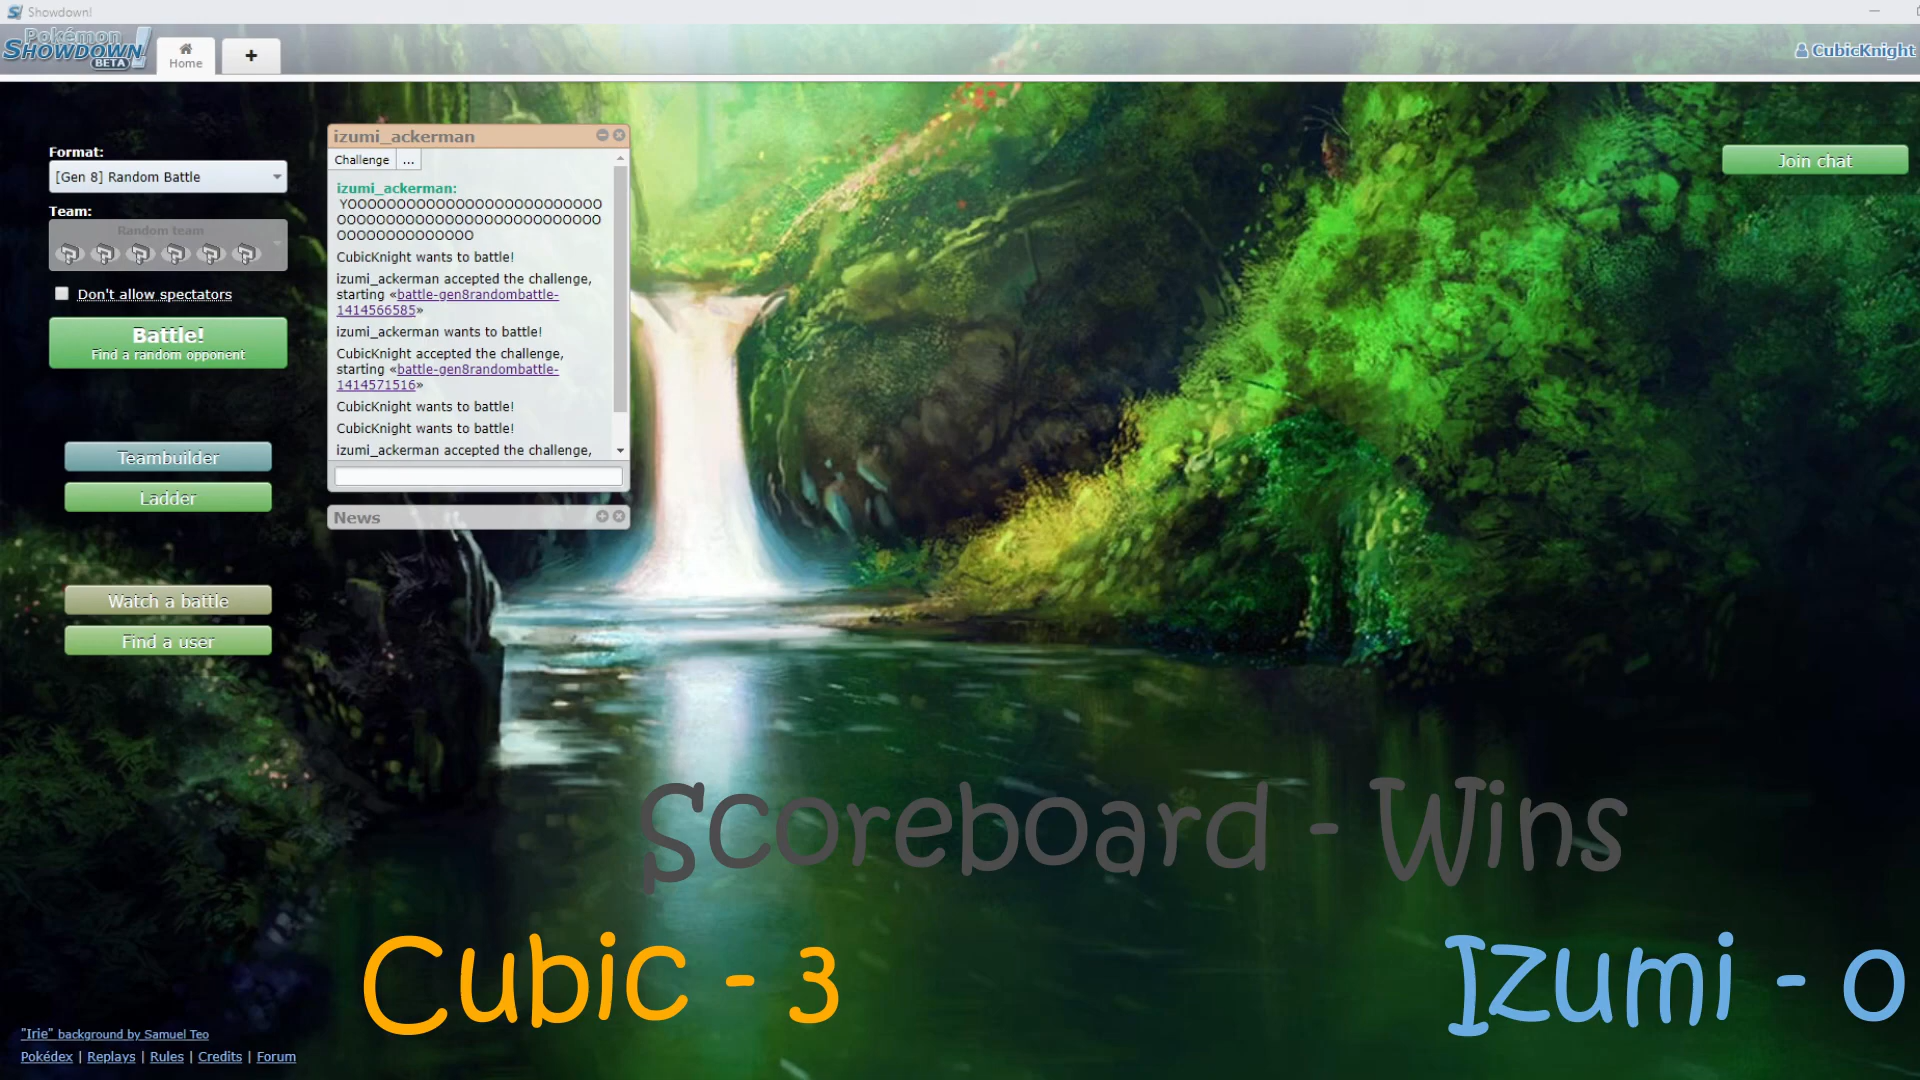 Showdown!
Pokémon
SHOWDOWN!
BETA
Home
+
CubicKnight
Format:
[Gen 8] Random Battle
Team:
Random team
? ? ? ? ? ?
Don't allow spectators
Battle!
Find a random opponent
Teambuilder
Ladder
Watch a battle
Find a user
izumi_ackerman
Challenge ...
izumi_ackerman:
YOOOOOOOOOOOOOOOOOOOOOOOOOO
OOOOOOOOOOOOOOOOOOOOOOOOOOO
OOOOOOOOOOOOOO
CubicKnight wants to battle!
izumi_ackerman accepted the challenge,
starting «battle-gen8randombattle-
1414566585»
izumi_ackerman wants to battle!
CubicKnight accepted the challenge,
starting «battle-gen8randombattle-
1414571516»
CubicKnight wants to battle!
CubicKnight wants to battle!
izumi_ackerman accepted the challenge,
News
Join chat
Scoreboard - Wins
Cubic - 3
Izumi - 0
"Irie" background by Samuel Teo
Pokédex | Replays | Rules | Credits | Forum